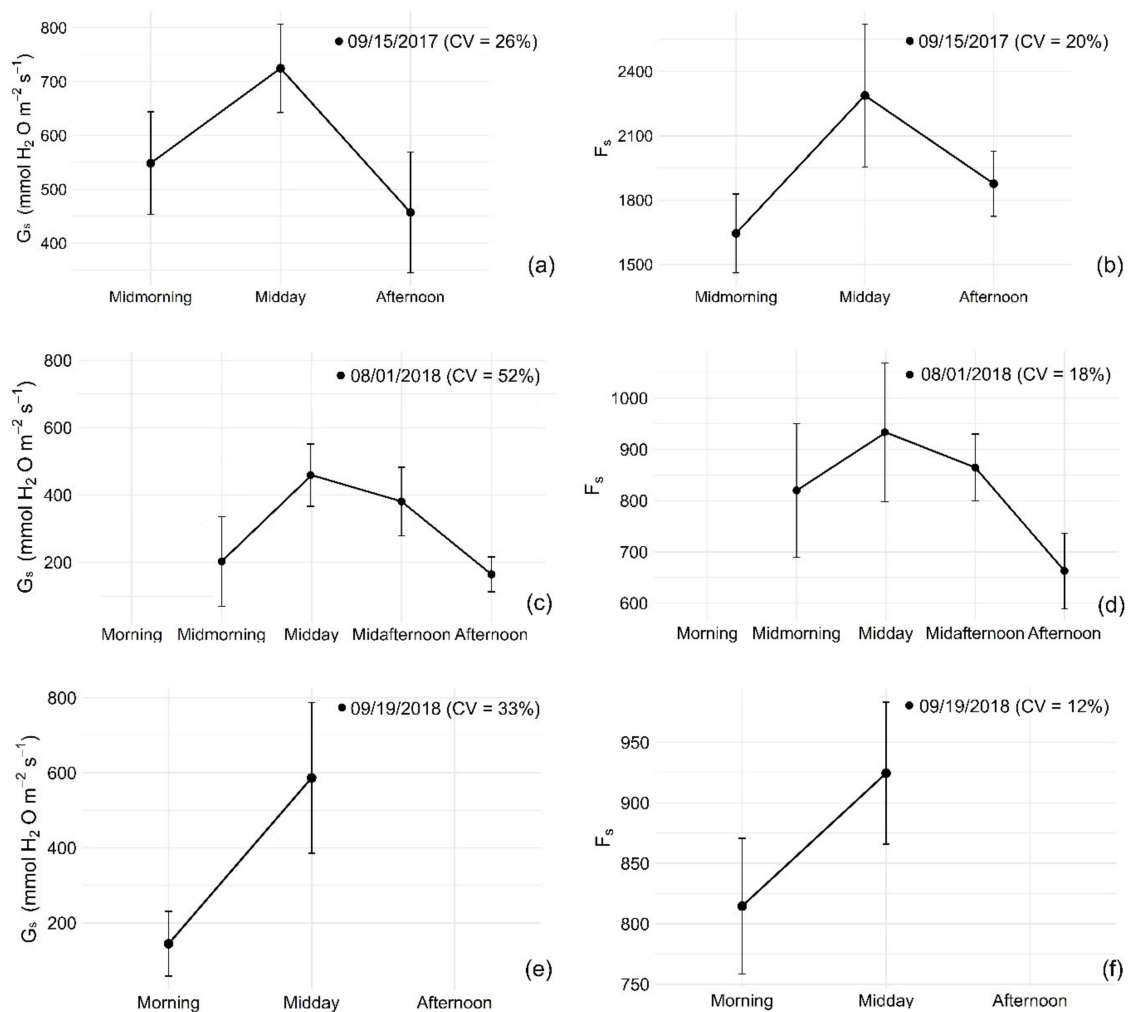 800
700
600
500
400
Gs (mmol H2 O m−2 s−1)
09/15/2017 (CV = 26%)
(a)
Midmorning Midday Afternoon
2400
2100
1800
1500
Fs
09/15/2017 (CV = 20%)
(b)
Midmorning Midday Afternoon
800
600
400
200
Gs (mmol H2 O m−2 s−1)
08/01/2018 (CV = 52%)
(c)
Morning Midmorning Midday Midafternoon Afternoon
1000
900
800
700
600
Fs
08/01/2018 (CV = 18%)
(d)
Morning Midmorning Midday Midafternoon Afternoon
800
600
400
200
Gs (mmol H2 O m−2 s−1)
09/19/2018 (CV = 33%)
(e)
Morning Midday Afternoon
950
900
850
800
750
Fs
09/19/2018 (CV = 12%)
(f)
Morning Midday Afternoon